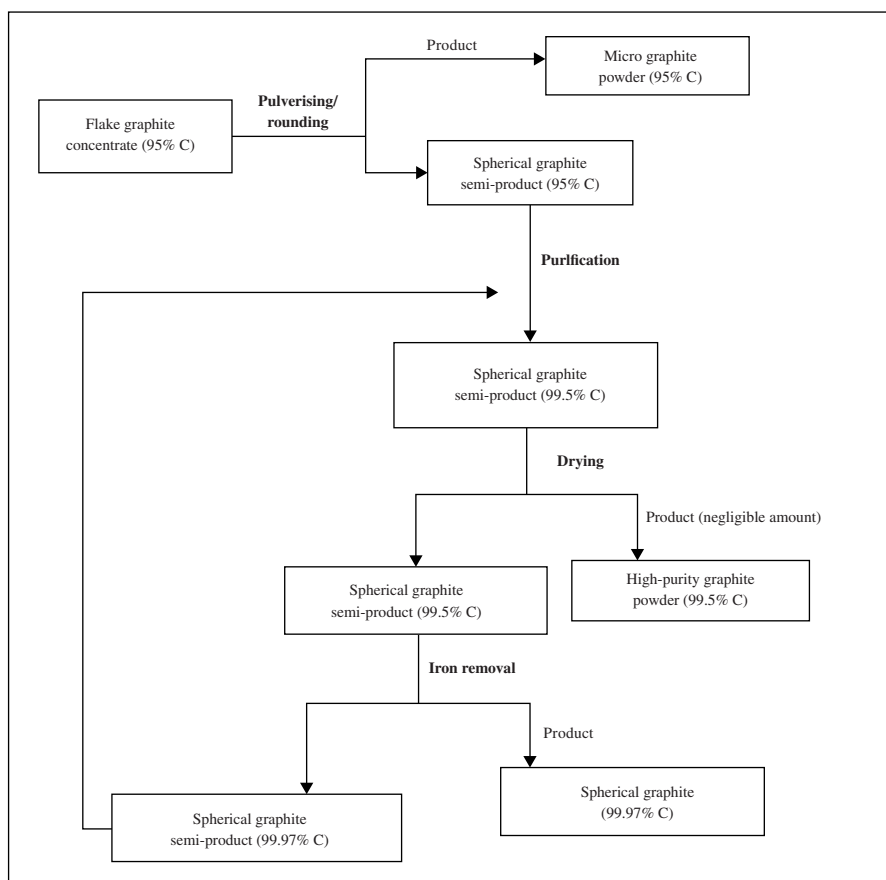 Product
Micro graphite
powder (95% C)
Pulverising/
rounding
Flake graphite
concentrate (95% C)
Spherical graphite
semi-product (95% C)
Purlfication
Spherical graphite
semi-product (99.5% C)
Drying
Product (negligible amount)
Spherical graphite
semi-product (99.5% C)
High-purity graphite
powder (99.5% C)
Iron removal
Product
Spherical graphite
semi-product (99.97% C)
Spherical graphite
(99.97% C)